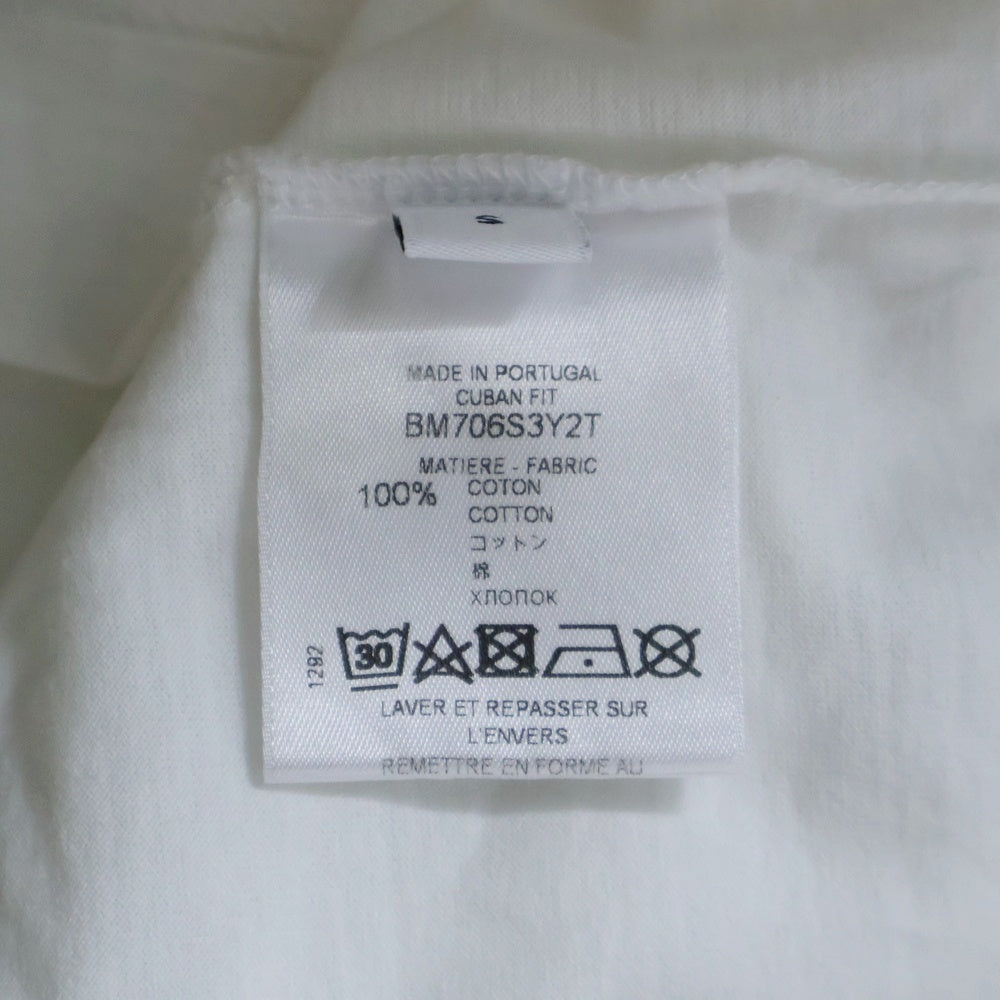 S
MADE IN PORTUGAL
CUBAN FIT
BM706S3Y2T
MATIERE - FABRIC
100% COTON
COTTON
コットン
棉
ХЛОПОК
1292
30
LAVER ET REPASSER SUR
L'ENVERS
REMETTRE EN FORME AU